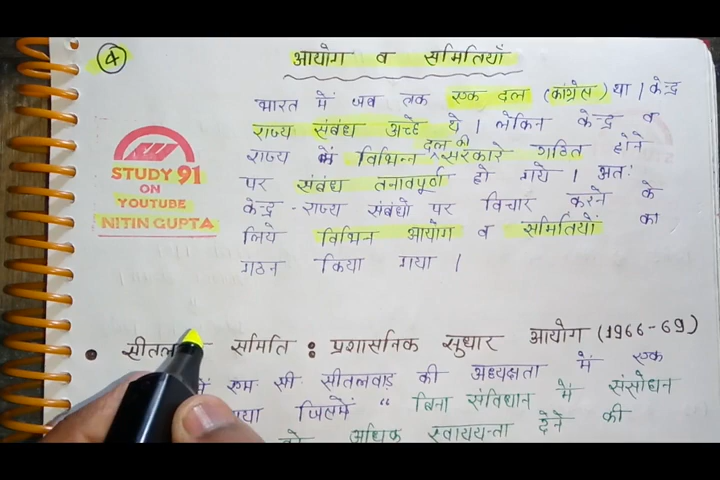 ④
आयोग व समितियाँ
भारत में जब तक एक दल (कांग्रेस) था । केन्द्र
राज्य संबंध अच्छे थे । लेकिन केन्द्र व
दल की
राज्य में विभिन्न सरकारे गठित होने
पर संबंध तनावपूर्ण हो गये । अतः
केन्द्र - राज्य संबंधो पर विचार करने के
लिये विभिन आयोग व समितियों का
गठन किया गया ।
STUDY 91
ON
YOUTUBE
NITIN GUPTA
• समिति : प्रशासनिक सुधार आयोग (1966-69)
एम. सी. सीतलवाड़ की अध्यक्षता में एक
जिसमें “ बिना संविधान में संसोधन
अधिक स्वायय्ता देने की